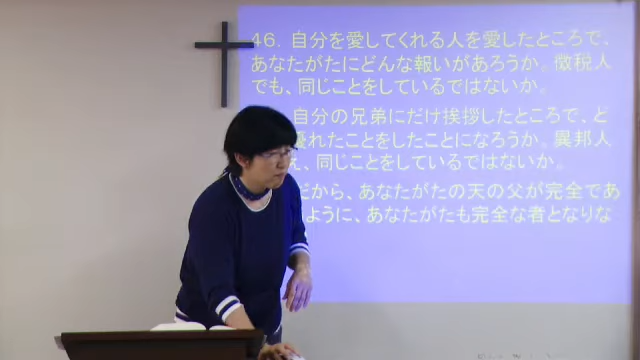 46. 自分を愛してくれる人を愛したところで、
あなたがたにどんな報いがあろうか。徴税人
でも、同じことをしているではないか。
自分の兄弟にだけ挨拶したところで、ど
優れたことをしたことになろうか。異邦人
え、同じことをしているではないか。
だから、あなたがたの天の父が完全であ
ように、あなたがたも完全な者となりな